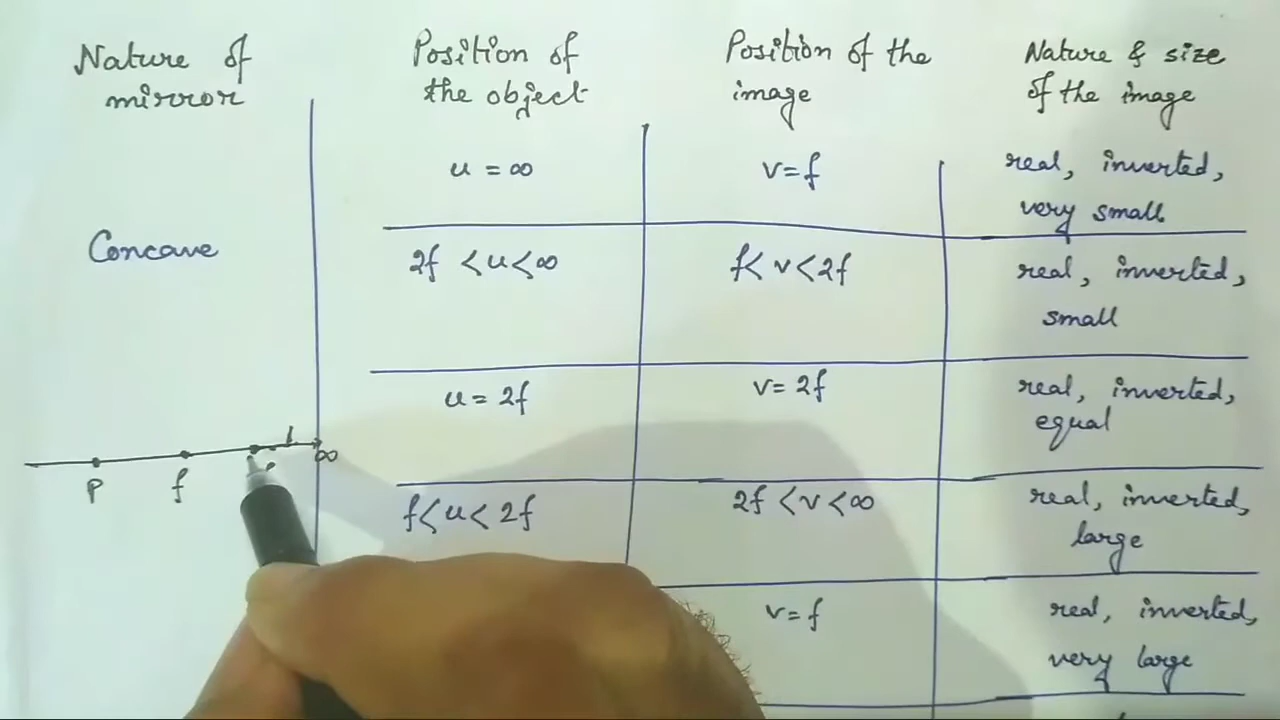 Nature of
mirror
Position of
the object
Position of the
image
Nature & size
of the image
Concave
u = ∞
v = f
real, inverted,
very small
2f < u < ∞
f < v < 2f
real, inverted,
small
u = 2f
v = 2f
real, inverted,
equal
f < u < 2f
2f < v < ∞
real, inverted,
large
v = f
real, inverted,
very large
P
f
∞